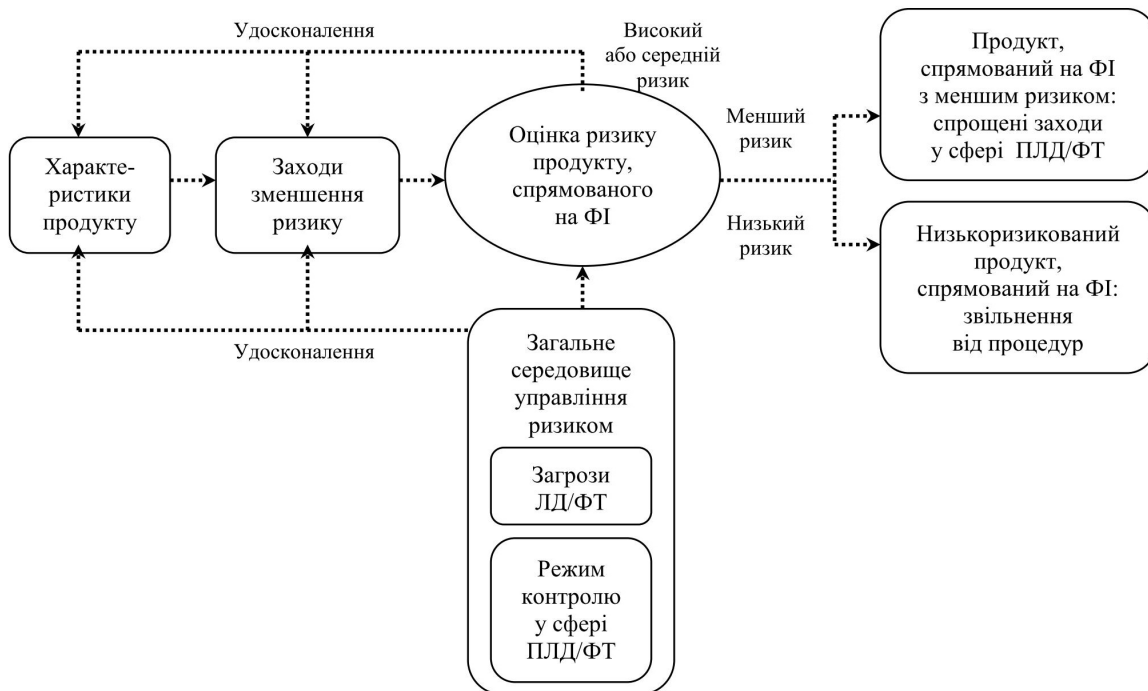 Удосконалення
Високий
або середній
ризик
Характе-
ристики
продукту
Заходи
зменшення
ризику
Оцінка ризику
продукту,
спрямованого
на ФІ
Менший
ризик
Низький
ризик
Продукт,
спрямований на ФІ
з меншим ризиком:
спрощені заходи
у сфері ПЛД/ФТ
Низькоризикований
продукт,
спрямований на ФІ:
звільнення
від процедур
Удосконалення
Загальне
середовище
управління
ризиком
Загрози
ЛД/ФТ
Режим
контролю
у сфері
ПЛД/ФТ